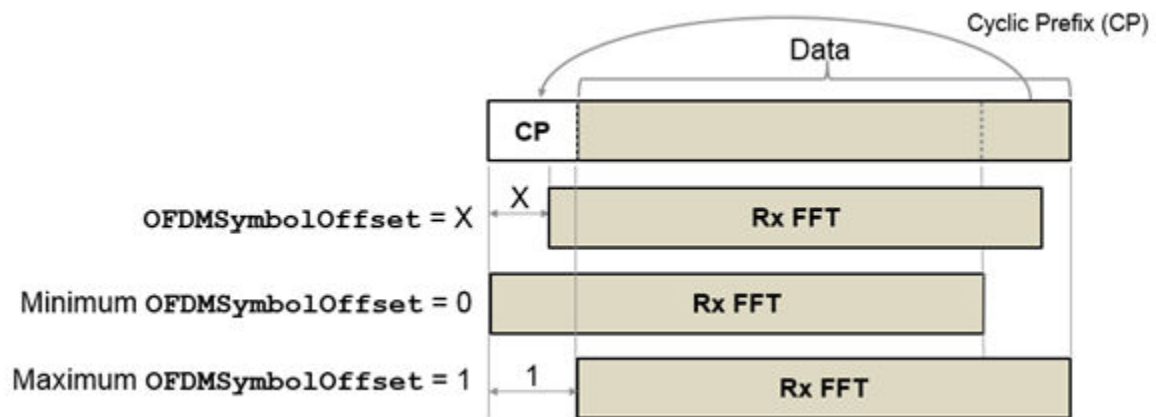 Cyclic Prefix (CP)
Data
CP
X
OFDMSymbolOffset = X
Rx FFT
Minimum OFDMSymbolOffset = 0
Rx FFT
Maximum OFDMSymbolOffset = 1
1
Rx FFT